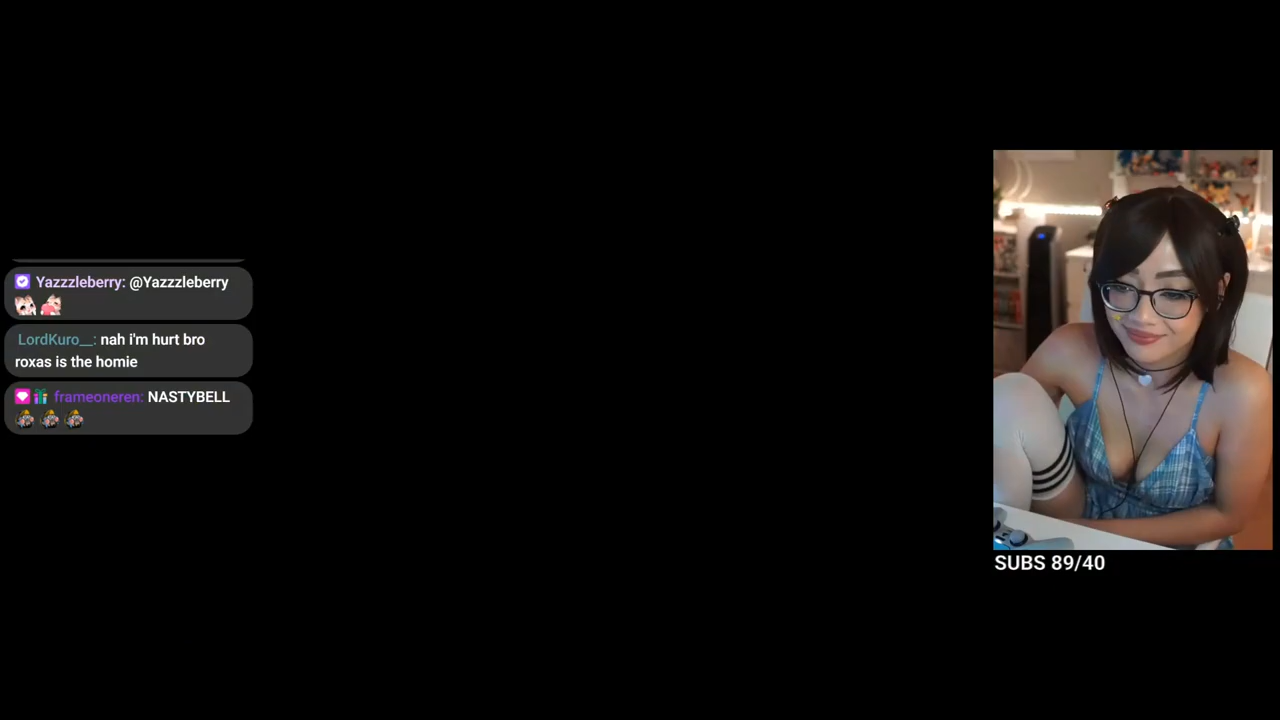 Yazzzleberry: @Yazzzleberry
LordKuro__: nah i'm hurt bro
roxas is the homie
frameoneren: NASTYBELL
SUBS 89/40